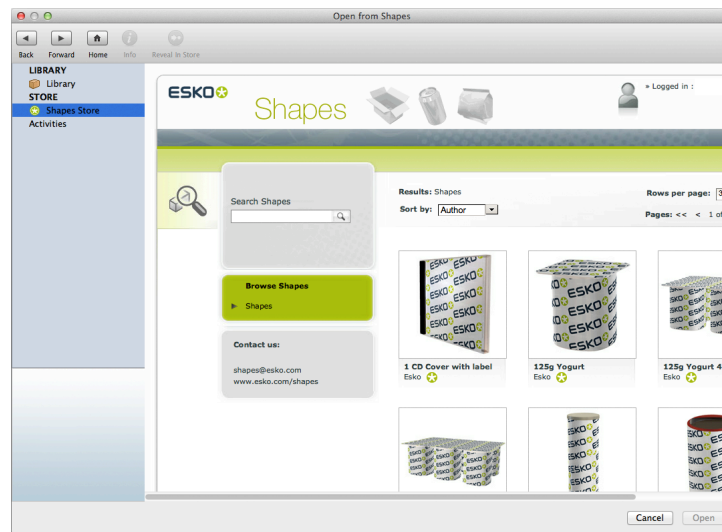 Open from Shapes
Back Forward Home Info Reveal in Store
LIBRARY
Library
STORE
Shapes Store
Activities
ESKO
Shapes
» Logged in :
Search Shapes
Results: Shapes
Rows per page: 3
Sort by: Author
Pages: << < 1 of
Browse Shapes
Shapes
Contact us:
shapes@esko.com
www.esko.com/shapes
1 CD Cover with label
Esko
125g Yogurt
Esko
125g Yogurt 4
Esko
Cancel Open